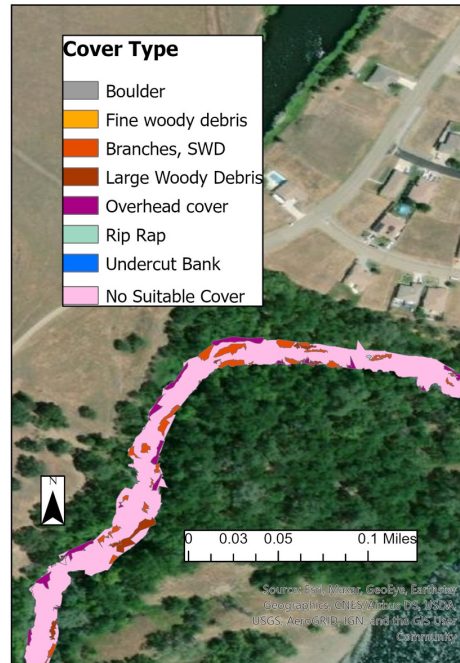 Cover Type
Boulder
Fine woody debris
Branches, SWD
Large Woody Debris
Overhead cover
Rip Rap
Undercut Bank
No Suitable Cover
N
0 0.03 0.05 0.1 Miles
Source: Esri, Maxar, GeoEye, Earthstar
Geographics, CNES/Airbus DS, USDA,
USGS, AeroGRID, IGN, and the GIS User
Community